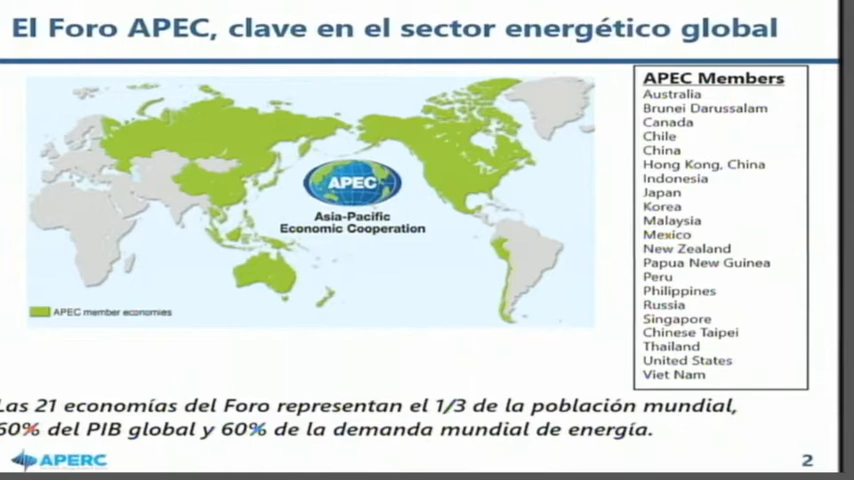 El Foro APEC, clave en el sector energético global
APEC Members
Australia
Brunei Darussalam
Canada
Chile
China
Hong Kong, China
Indonesia
Japan
Korea
Malaysia
Mexico
New Zealand
Papua New Guinea
Peru
Philippines
Russia
Singapore
Chinese Taipei
Thailand
United States
Viet Nam
APEC
Asia-Pacific
Economic Cooperation
APEC member economies
Las 21 economías del Foro representan el 1/3 de la población mundial,
60% del PIB global y 60% de la demanda mundial de energía.
APERC
2